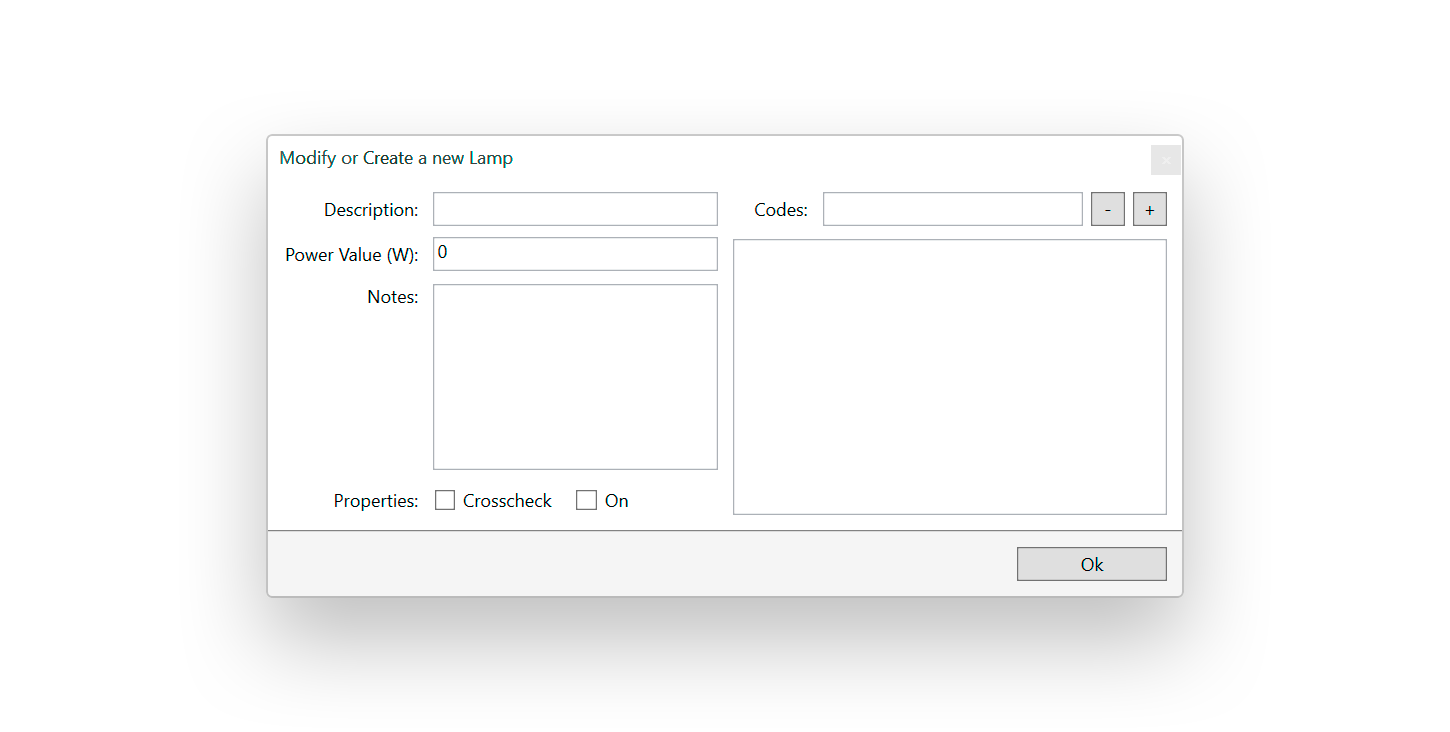 Modify or Create a new Lamp
×
Description:
Codes:
-
+
Power Value (W):
0
Notes:
Properties:
Crosscheck
On
Ok